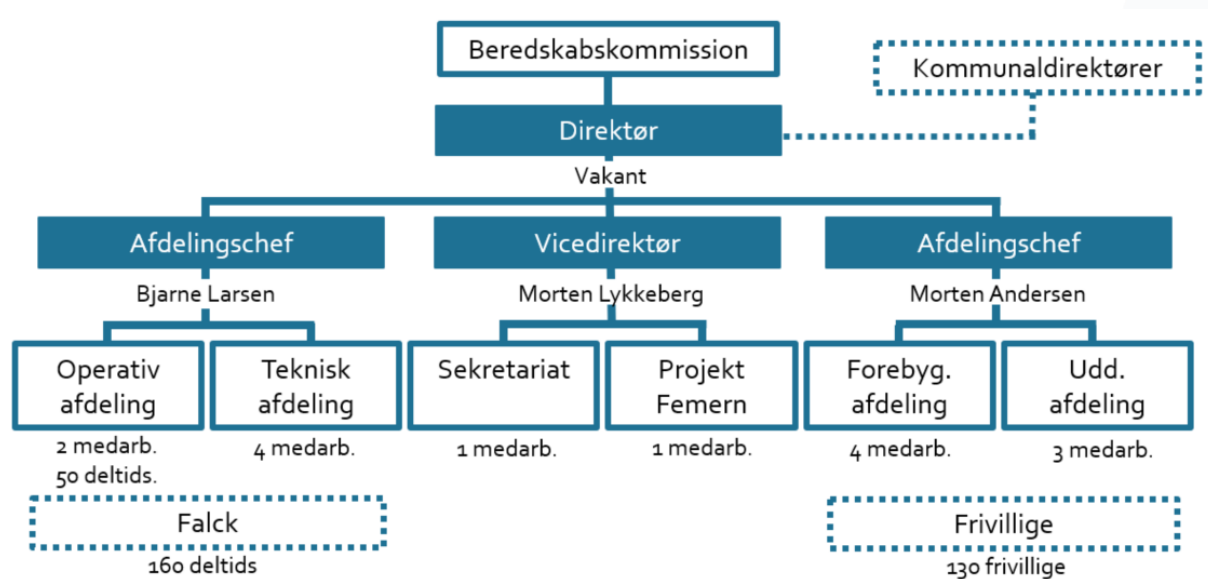 Beredskabskommission
Kommunaldirektører
Direktør
Vakant
Afdelingschef
Vicedirektør
Afdelingschef
Bjarne Larsen
Morten Lykkeberg
Morten Andersen
Operativ
afdeling
Teknisk
afdeling
Sekretariat
Projekt
Femern
Forebyg.
afdeling
Udd.
afdeling
2 medarb.
50 deltids.
4 medarb.
1 medarb.
1 medarb.
4 medarb.
3 medarb.
Falck
160 deltids
Frivillige
130 frivillige